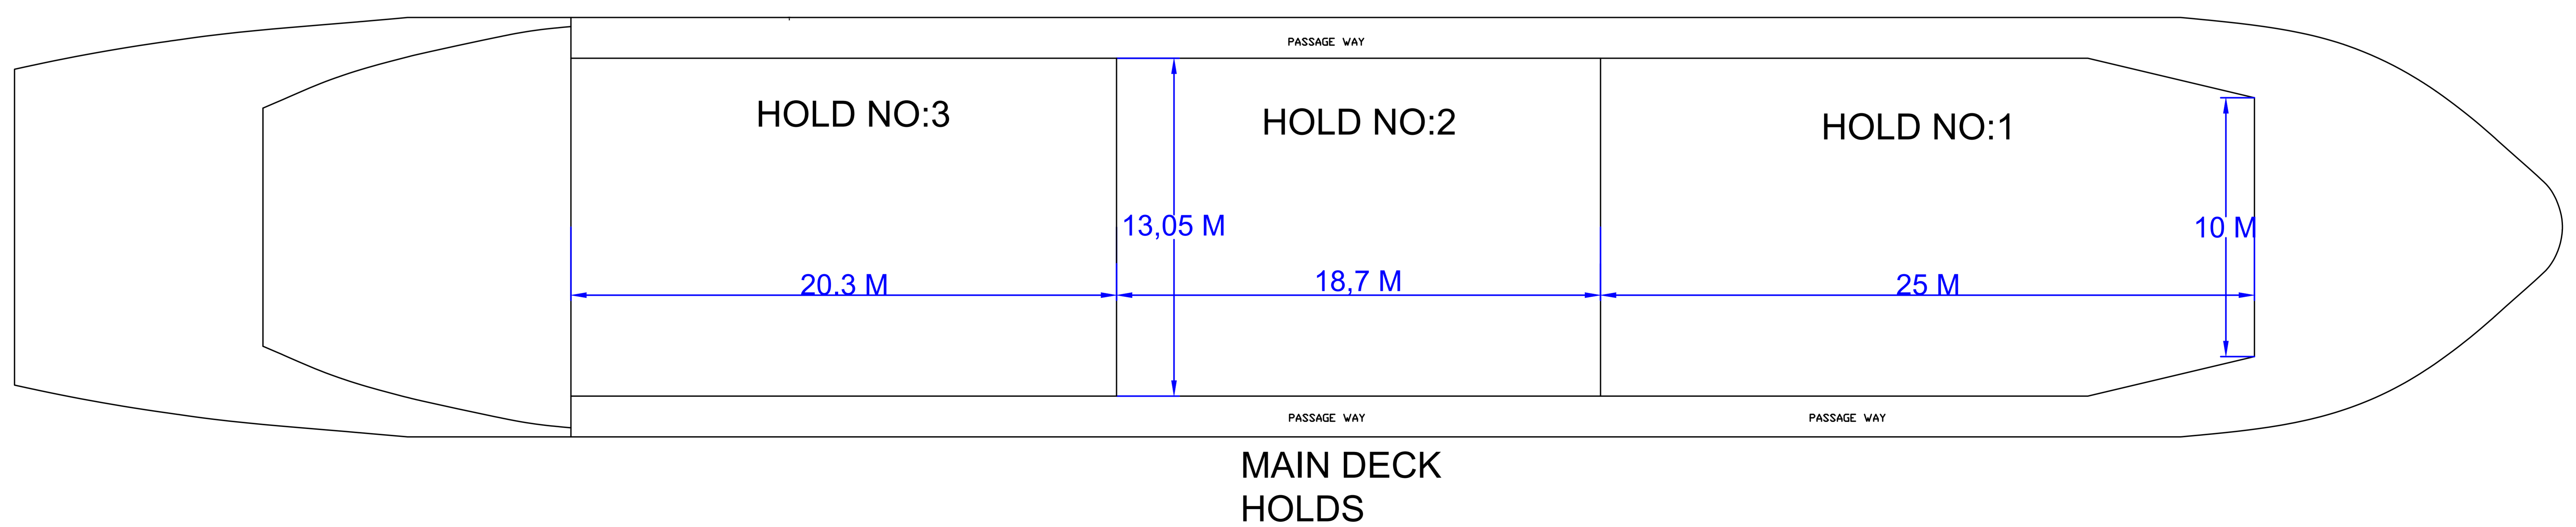 PASSAGE WAY
HOLD NO:3
HOLD NO:2
HOLD NO:1
13,05 M
10 M
20,3 M
18,7 M
25 M
PASSAGE WAY
PASSAGE WAY
MAIN DECK
HOLDS